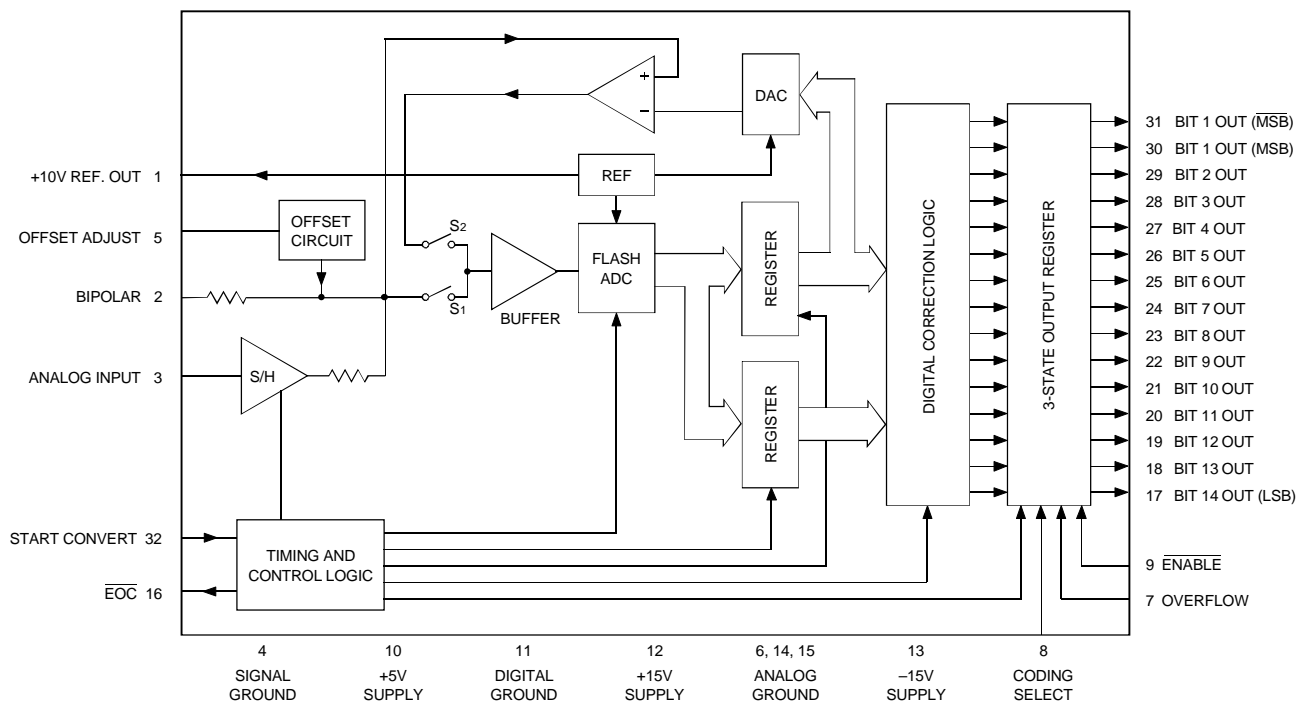 +
−
DAC
+10V REF. OUT 1
REF
OFFSET ADJUST 5
OFFSET
CIRCUIT
S2
FLASH
ADC
BIPOLAR 2
S1
BUFFER
ANALOG INPUT 3
S/H
REGISTER
REGISTER
DIGITAL CORRECTION LOGIC
3-STATE OUTPUT REGISTER
31 BIT 1 OUT (M̅S̅B̅)
30 BIT 1 OUT (MSB)
29 BIT 2 OUT
28 BIT 3 OUT
27 BIT 4 OUT
26 BIT 5 OUT
25 BIT 6 OUT
24 BIT 7 OUT
23 BIT 8 OUT
22 BIT 9 OUT
21 BIT 10 OUT
20 BIT 11 OUT
19 BIT 12 OUT
18 BIT 13 OUT
17 BIT 14 OUT (LSB)
START CONVERT 32
TIMING AND
CONTROL LOGIC
E̅O̅C̅ 16
9 E̅N̅A̅B̅L̅E̅
7 OVERFLOW
4
SIGNAL
GROUND
10
+5V
SUPPLY
11
DIGITAL
GROUND
12
+15V
SUPPLY
6, 14, 15
ANALOG
GROUND
13
–15V
SUPPLY
8
CODING
SELECT